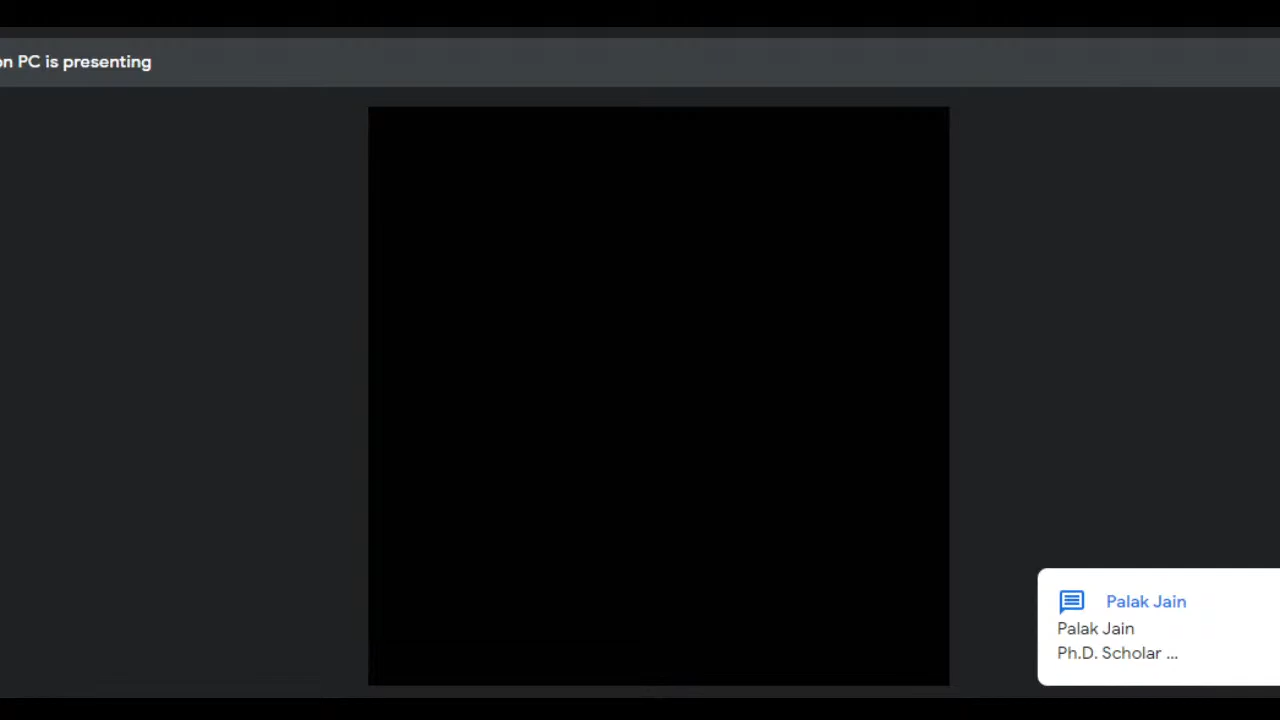 on PC is presenting
Palak Jain
Palak Jain
Ph.D. Scholar ...